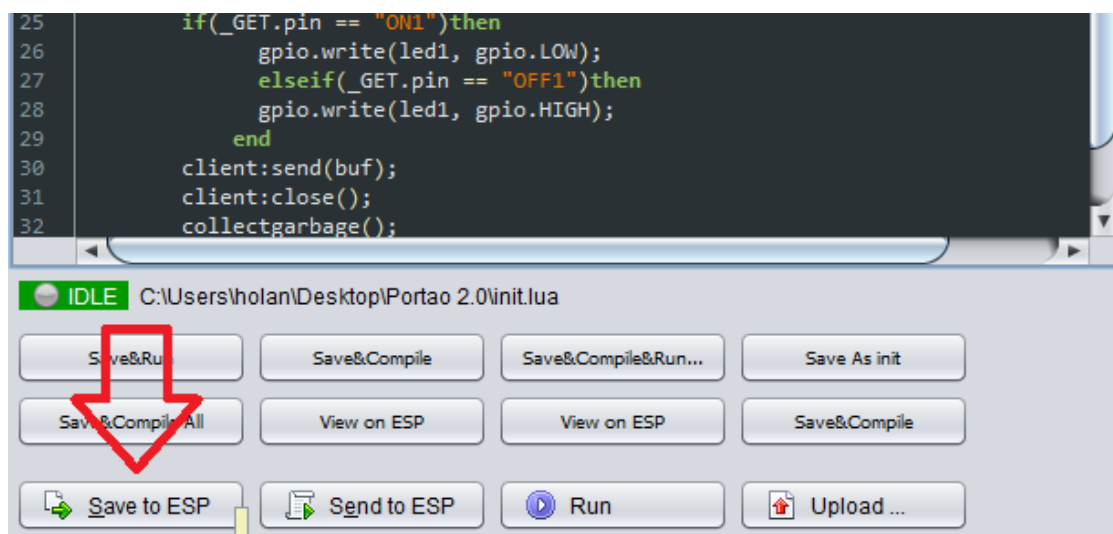 25 if(_GET.pin == "ON1")then
26 gpio.write(led1, gpio.LOW);
27 elseif(_GET.pin == "OFF1")then
28 gpio.write(led1, gpio.HIGH);
29 end
30 client:send(buf);
31 client:close();
32 collectgarbage();
IDLE C:\Users\holan\Desktop\Portao 2.0\init.lua
Save&Run Save&Compile Save&Compile&Run... Save As init
Save&Compile All View on ESP View on ESP Save&Compile
Save to ESP Send to ESP Run Upload ...